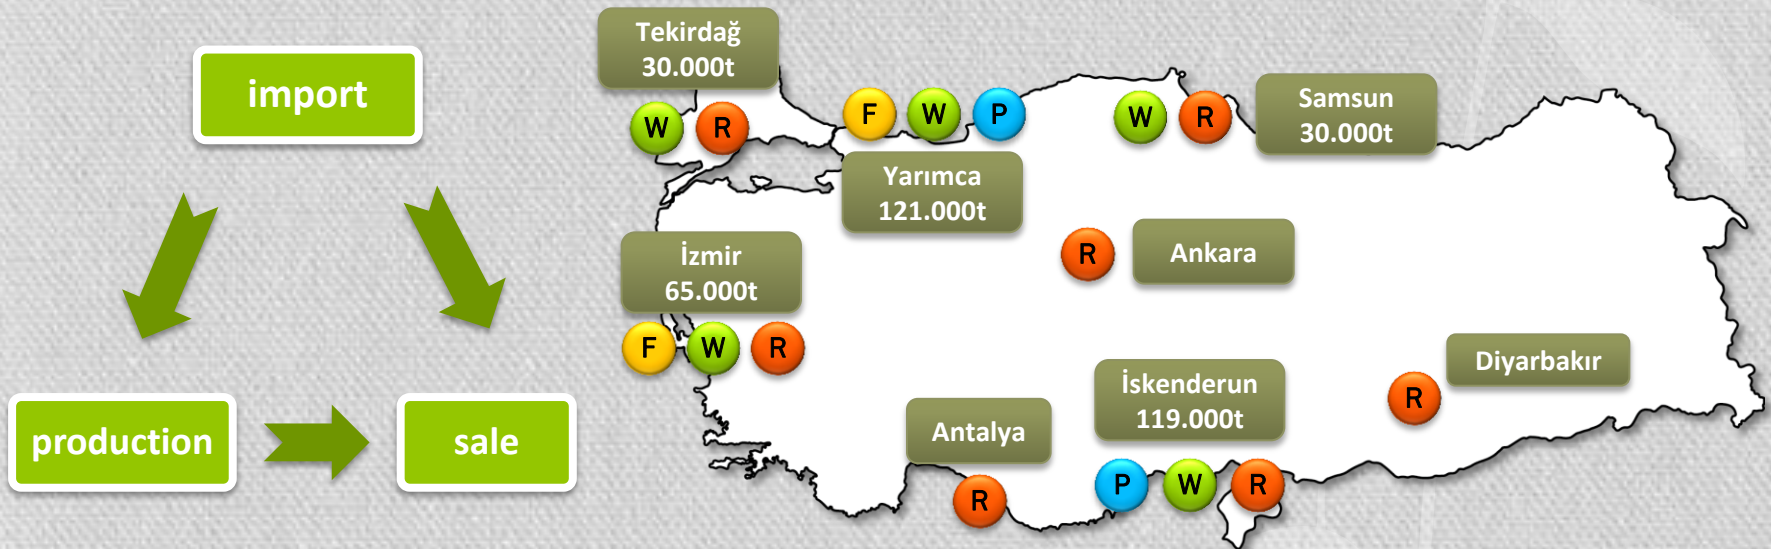 import
production
sale
Tekirdağ
30.000t
W R
F W P
Yarımca
121.000t
W R
Samsun
30.000t
R
Ankara
İzmir
65.000t
F W R
Antalya
R
İskenderun
119.000t
P W R
Diyarbakır
R